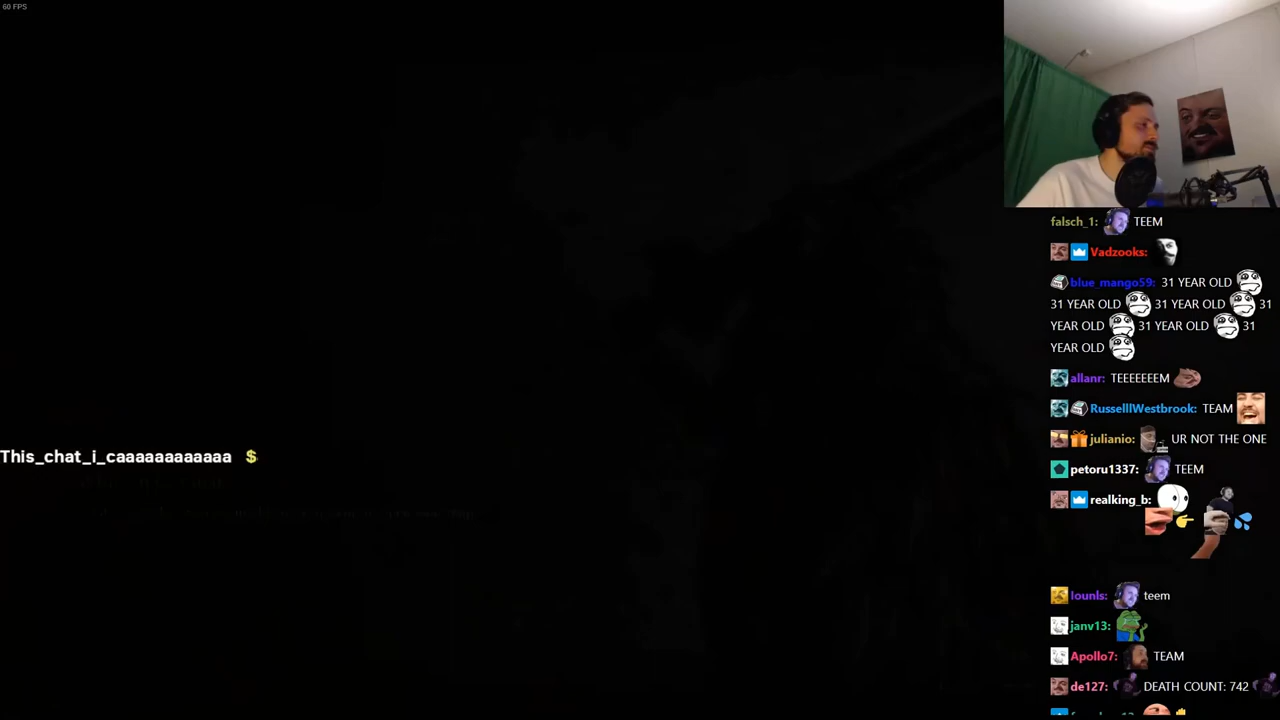 60 FPS
falsch_1: TEEM
Vadzooks:
blue_mango59: 31 YEAR OLD
31 YEAR OLD 31 YEAR OLD 31
YEAR OLD 31 YEAR OLD 31
YEAR OLD
allanr: TEEEEEEEM
RusselllWestbrook: TEAM
julianio: UR NOT THE ONE
This_chat_i_caaaaaaaaaaaa $
petoru1337: TEEM
realking_b:
lounls: teem
janv13:
Apollo7: TEAM
de127: DEATH COUNT: 742